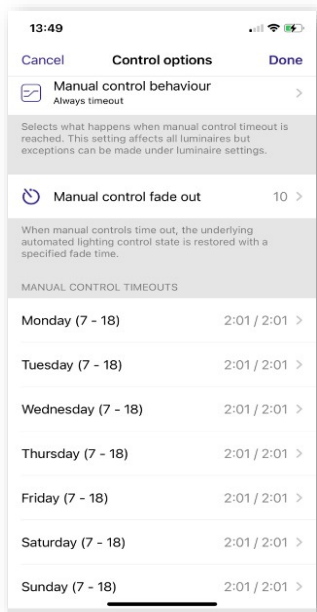 13:49
Cancel Control options Done
Manual control behaviour
Always timeout
Selects what happens when manual control timeout is
reached. This setting affects all luminaires but
exceptions can be made under luminaire settings.
Manual control fade out 10
When manual controls time out, the underlying
automated lighting control state is restored with a
specified fade time.
MANUAL CONTROL TIMEOUTS
Monday (7 - 18) 2:01 / 2:01
Tuesday (7 - 18) 2:01 / 2:01
Wednesday (7 - 18) 2:01 / 2:01
Thursday (7 - 18) 2:01 / 2:01
Friday (7 - 18) 2:01 / 2:01
Saturday (7 - 18) 2:01 / 2:01
Sunday (7 - 18) 2:01 / 2:01